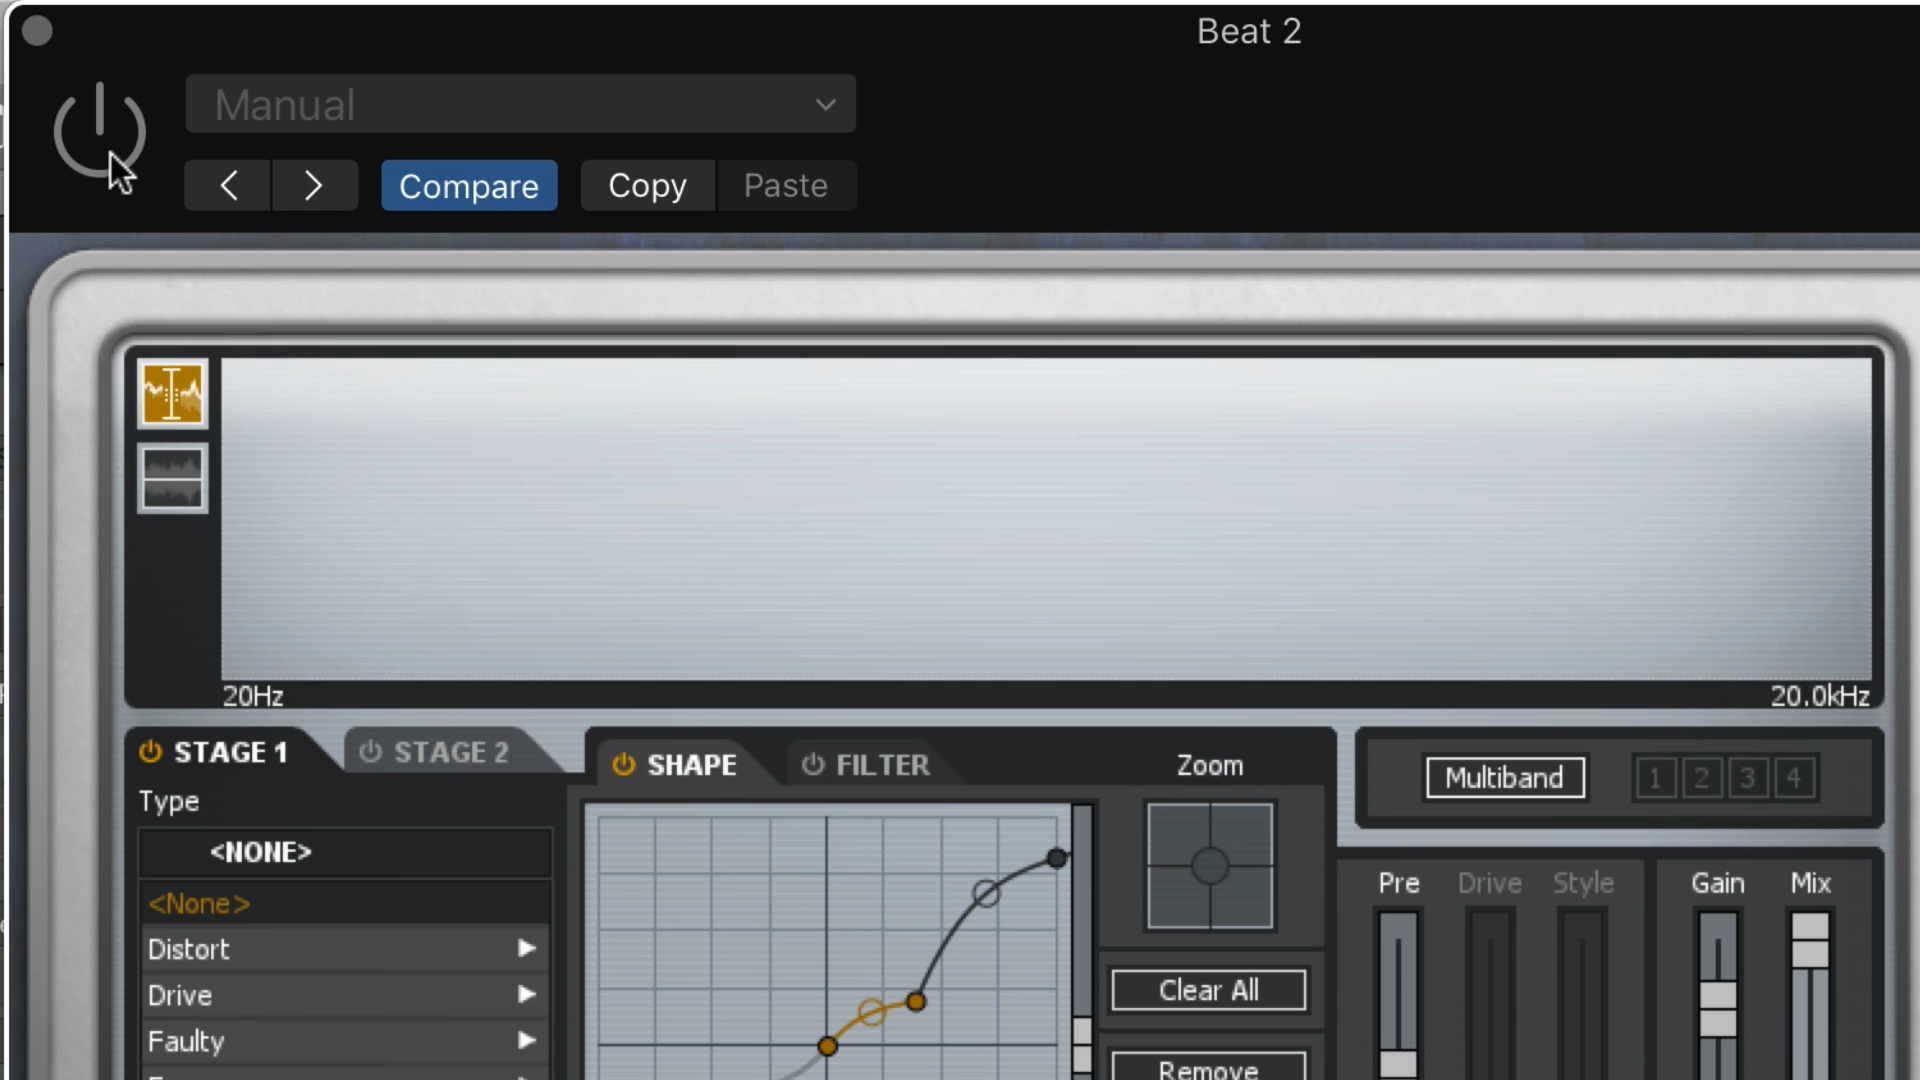 Beat 2
Manual
Compare
Copy
Paste
20Hz
20.0kHz
STAGE 1
STAGE 2
SHAPE
FILTER
Zoom
Multiband
1 2 3 4
Type
<NONE>
<None>
Distort
Drive
Faulty
Pre
Drive
Style
Gain
Mix
Clear All
Remove